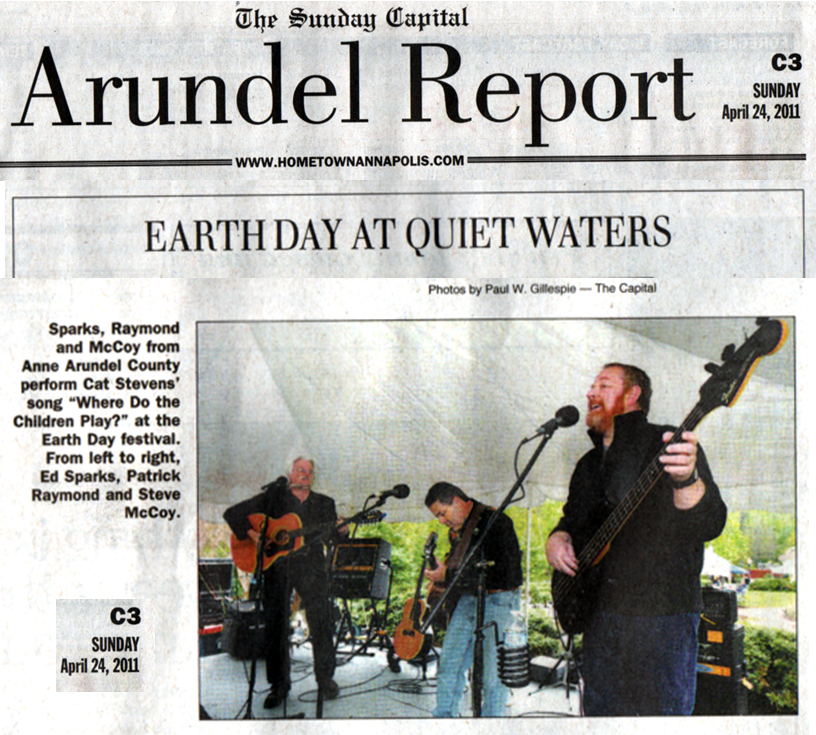 The Sunday Capital
Arundel Report
C3
SUNDAY
April 24, 2011
WWW.HOMETOWNANNAPOLIS.COM
EARTH DAY AT QUIET WATERS
Photos by Paul W. Gillespie — The Capital
Sparks, Raymond
and McCoy from
Anne Arundel County
perform Cat Stevens'
song "Where Do the
Children Play?" at the
Earth Day festival.
From left to right,
Ed Sparks, Patrick
Raymond and Steve
McCoy.
Fender
C3
SUNDAY
April 24, 2011